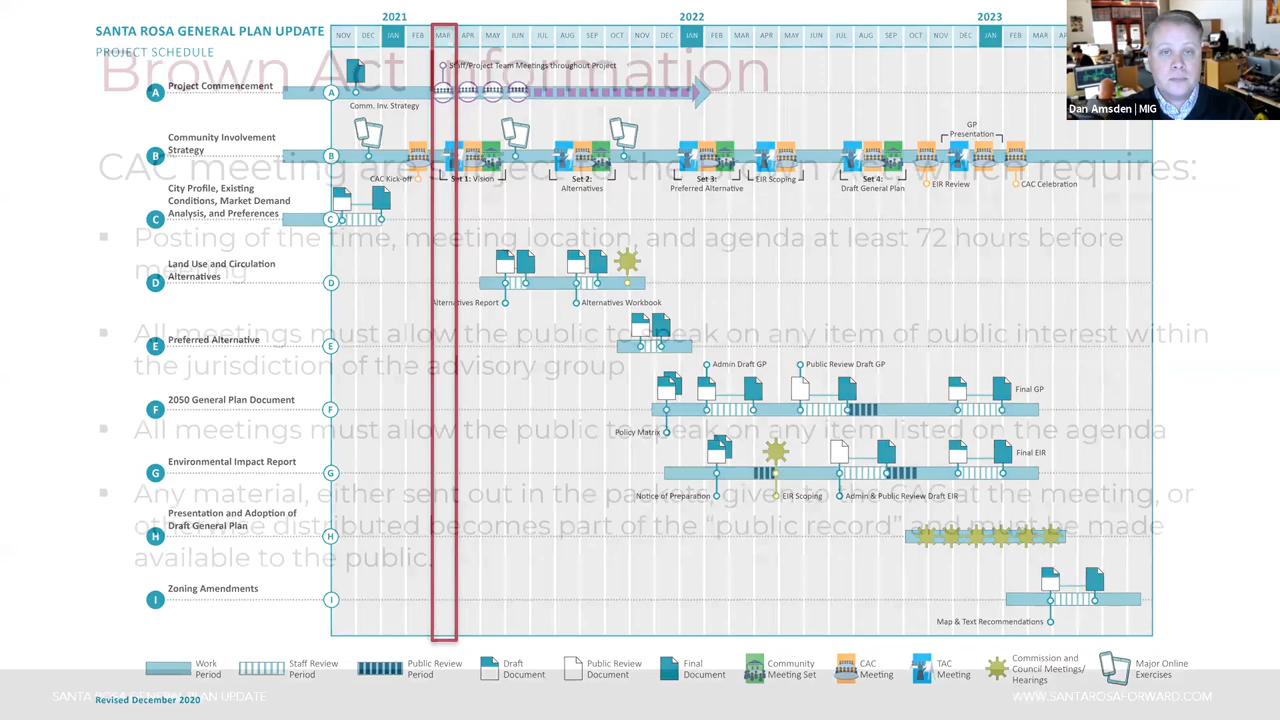 2021 2022 2023
SANTA ROSA GENERAL PLAN UPDATE
PROJECT SCHEDULE
NOV DEC JAN FEB MAR APR MAY JUN JUL AUG SEP OCT NOV DEC JAN FEB MAR APR MAY JUN JUL AUG SEP OCT NOV DEC JAN FEB MAR
Dan Amsden | MIG
Brown Act Information
Staff/Project Team Meetings throughout Project
A Project Commencement A
Comm. Inv. Strategy
B Community Involvement
Strategy B
GP
Presentation
CAC meeting are subject to the Brown Act which requires:
CAC Kick-off
Set 1: Vision
Set 2:
Alternatives
Set 3:
Preferred Alternative
EIR Scoping
Set 4:
Draft General Plan
EIR Review
CAC Celebration
C City Profile, Existing
Conditions, Market Demand
Analysis, and Preferences C
▪ Posting of the time, meeting location, and agenda at least 72 hours before
meeting
D Land Use and Circulation
Alternatives D
Alternatives Report
Alternatives Workbook
▪ All meetings must allow the public to speak on any item of public interest within
the jurisdiction of the advisory group
E Preferred Alternative E
Admin Draft GP
Public Review Draft GP
F 2050 General Plan Document F
Final GP
Policy Matrix
▪ All meetings must allow the public to speak on any item listed on the agenda
G Environmental Impact Report G
Final EIR
Notice of Preparation
EIR Scoping
Admin & Public Review Draft EIR
▪ Any material, either sent out in the packets, given to the CAC at the meeting, or
otherwise distributed becomes part of the “public record” and must be made
available to the public.
H Presentation and Adoption of
Draft General Plan H
I Zoning Amendments I
Map & Text Recommendations
Work
Period
Staff Review
Period
Public Review
Period
Draft
Document
Public Review
Document
Final
Document
Community
Meeting Set
CAC
Meeting
TAC
Meeting
Commission and
Council Meetings/
Hearings
Major Online
Exercises
SANTA ROSA GENERAL PLAN UPDATE
WWW.SANTAROSAFORWARD.COM
Revised December 2020